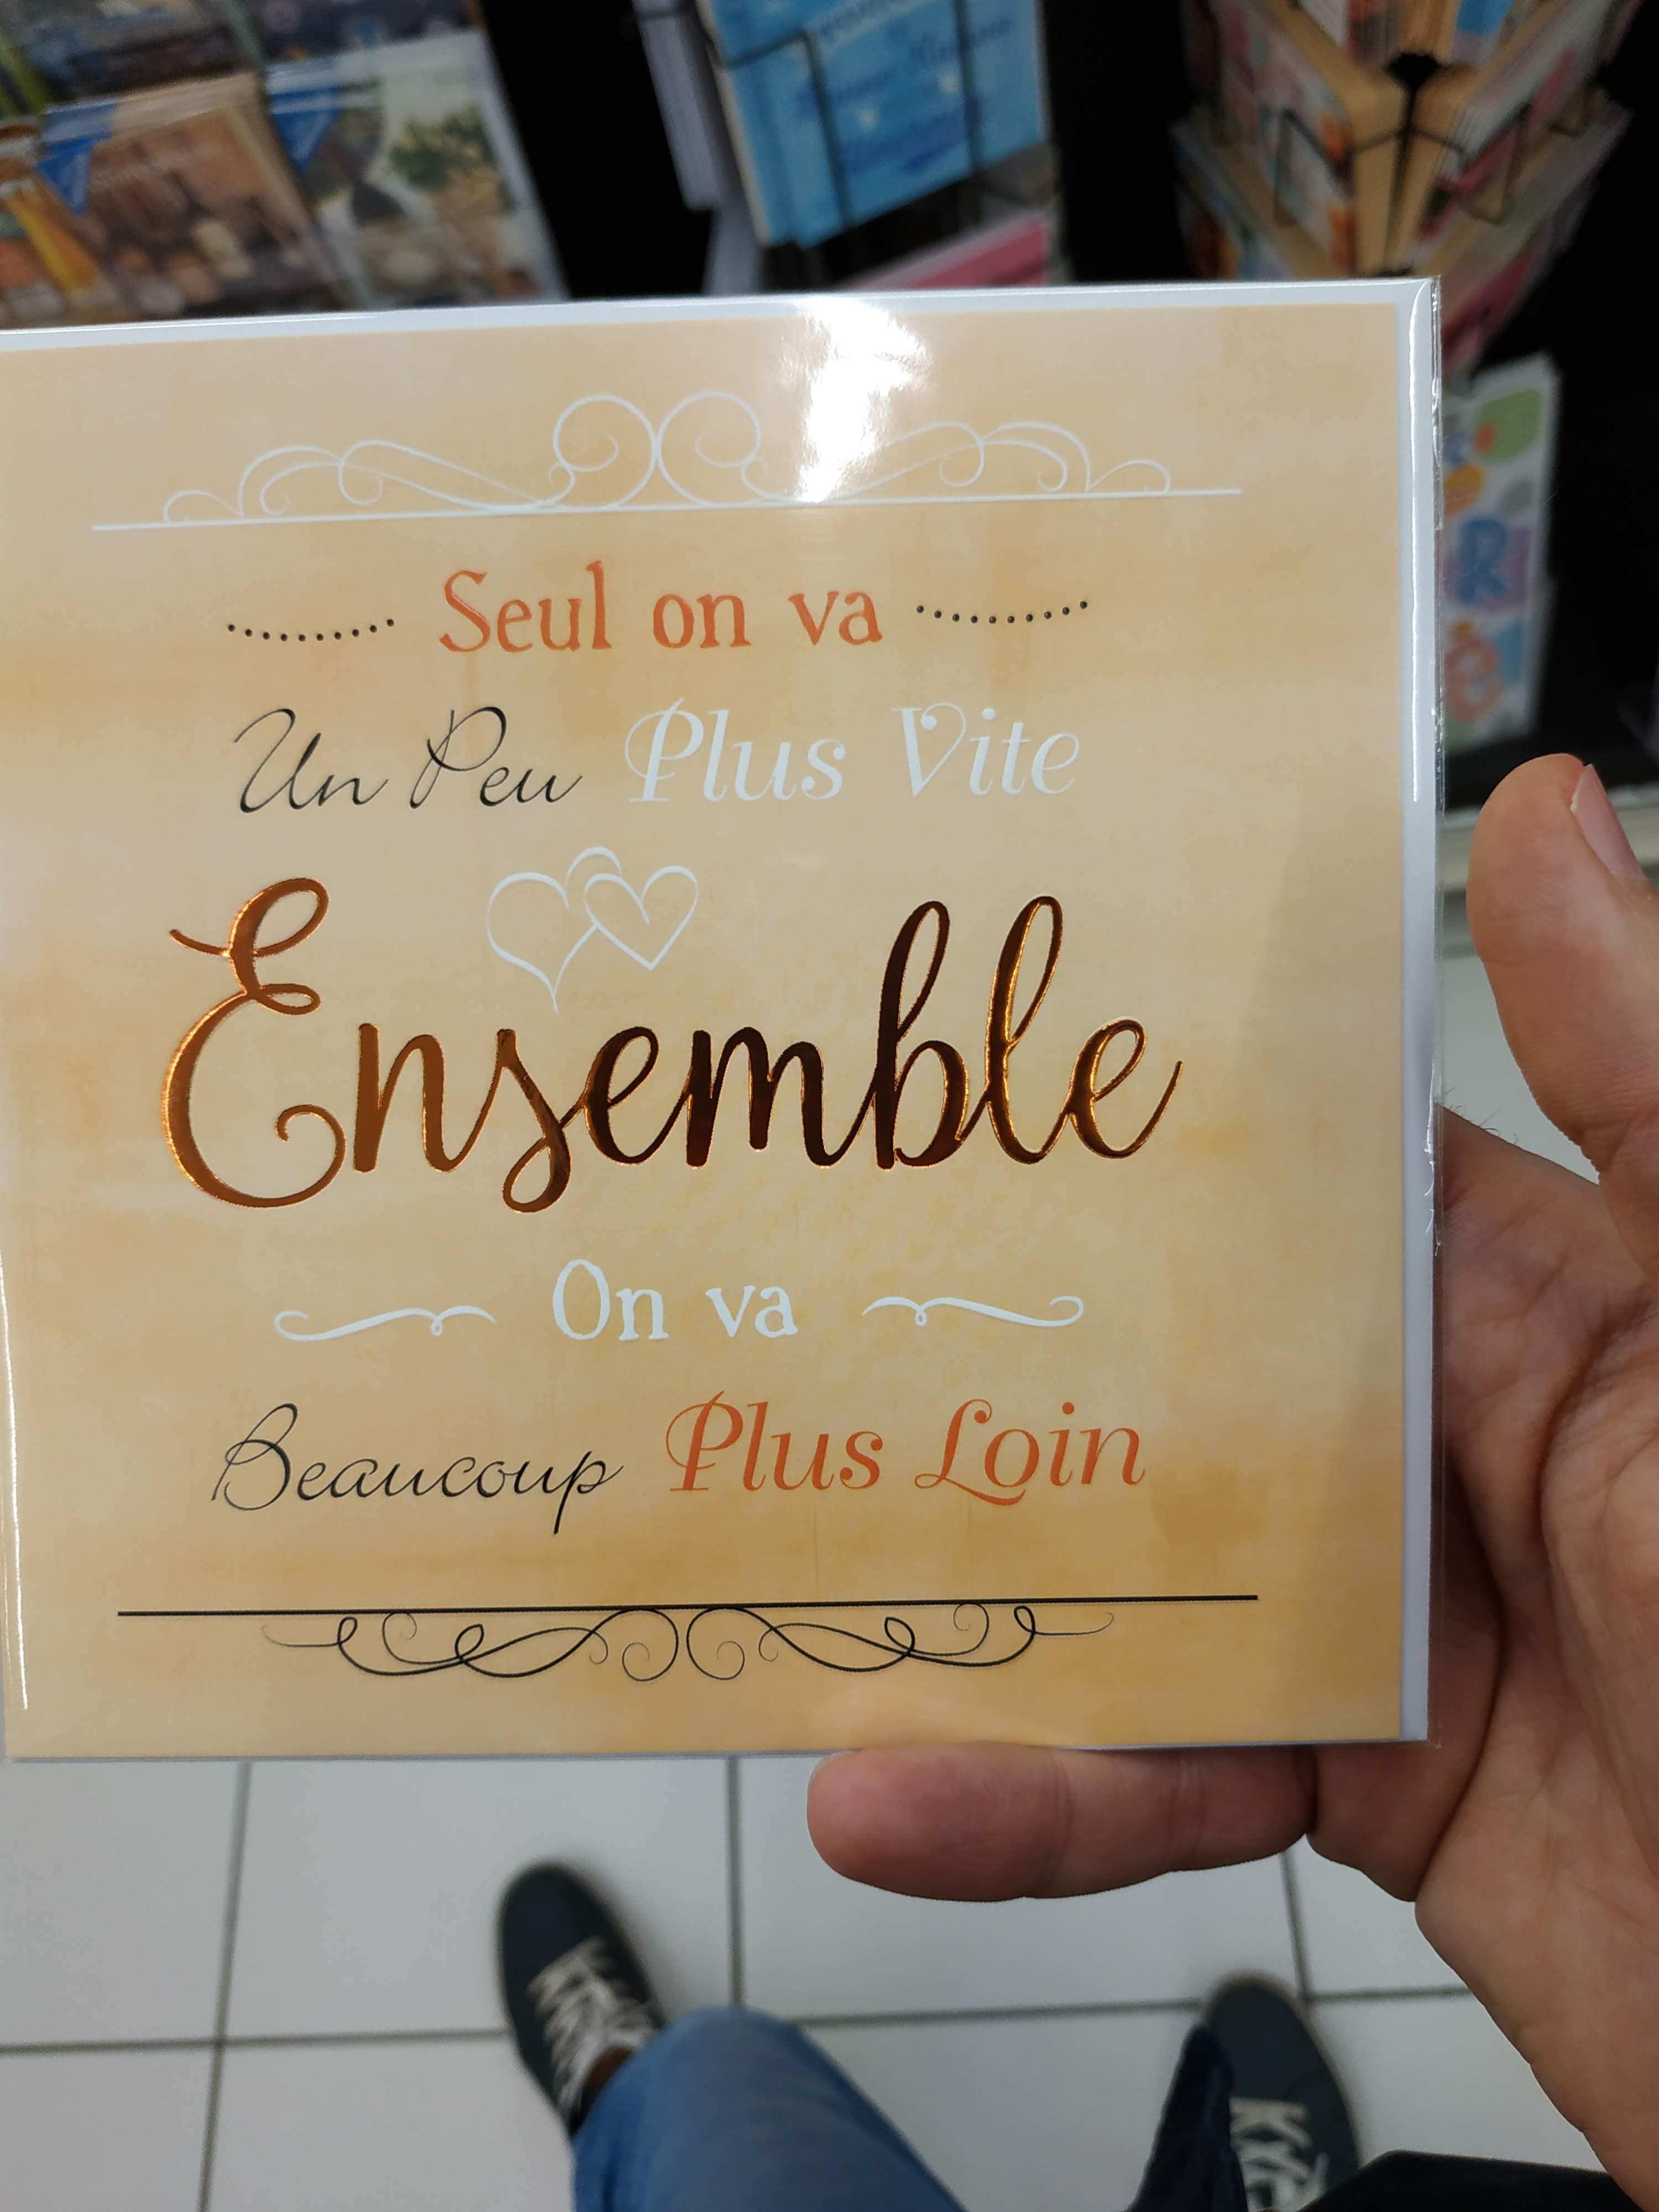 Seul on va
Un Peu Plus Vite
Ensemble
On va
Beaucoup Plus Loin